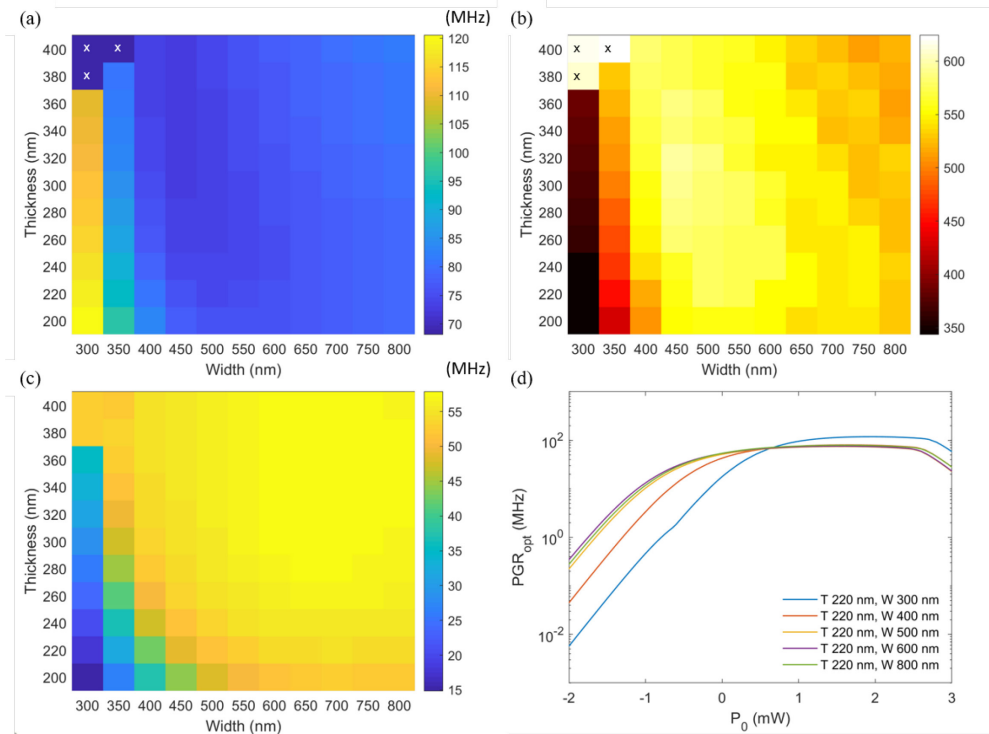 (a)
(MHz)
x x
x
400
380
360
340
320
300
280
260
240
220
200
Thickness (nm)
300 350 400 450 500 550 600 650 700 750 800
Width (nm)
120
115
110
105
100
95
90
85
80
75
70
(b)
x x
x
400
380
360
340
320
300
280
260
240
220
200
Thickness (nm)
300 350 400 450 500 550 600 650 700 750 800
Width (nm)
600
550
500
450
400
350
(c)
(MHz)
400
380
360
340
320
300
280
260
240
220
200
Thickness (nm)
300 350 400 450 500 550 600 650 700 750 800
Width (nm)
55
50
45
40
35
30
25
20
15
(d)
10^2
10^0
10^-2
PGR_opt (MHz)
T 220 nm, W 300 nm
T 220 nm, W 400 nm
T 220 nm, W 500 nm
T 220 nm, W 600 nm
T 220 nm, W 800 nm
-2 -1 0 1 2 3
P_0 (mW)